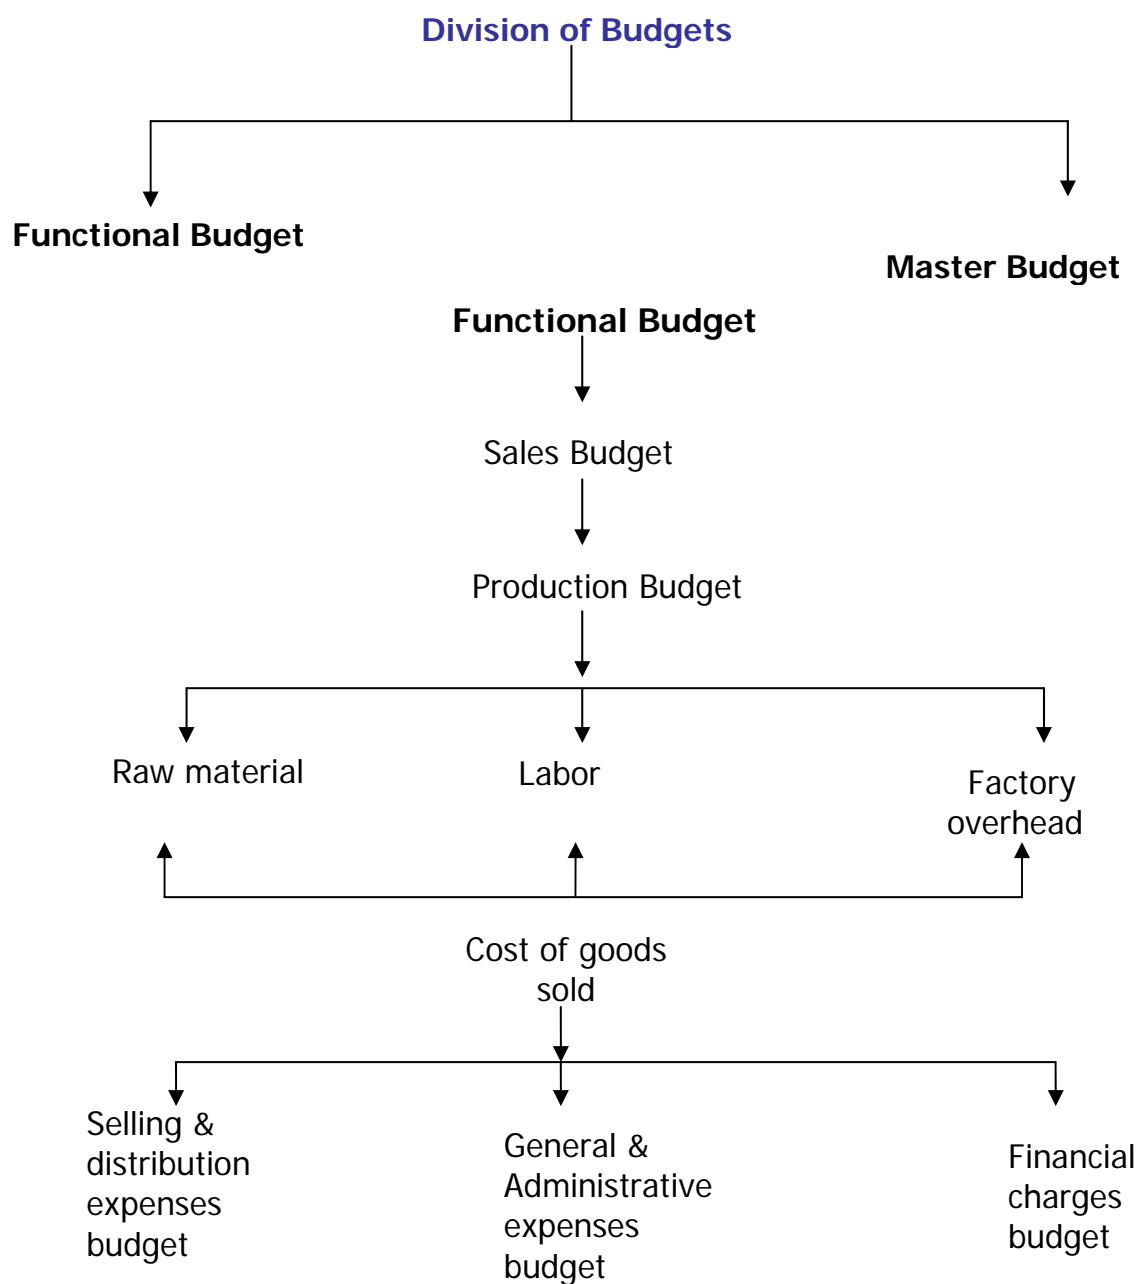 Division of Budgets
Functional Budget
Master Budget
Functional Budget
Sales Budget
Production Budget
Raw material
Labor
Factory
overhead
Cost of goods
sold
Selling &
distribution
expenses
budget
General &
Administrative
expenses
budget
Financial
charges
budget